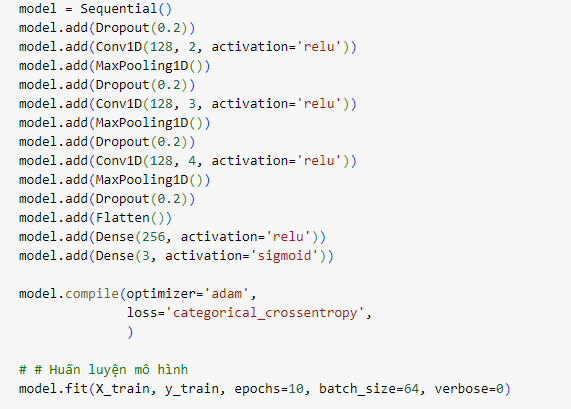 model = Sequential()
model.add(Dropout(0.2))
model.add(Conv1D(128, 2, activation='relu'))
model.add(MaxPooling1D())
model.add(Dropout(0.2))
model.add(Conv1D(128, 3, activation='relu'))
model.add(MaxPooling1D())
model.add(Dropout(0.2))
model.add(Conv1D(128, 4, activation='relu'))
model.add(MaxPooling1D())
model.add(Dropout(0.2))
model.add(Flatten())
model.add(Dense(256, activation='relu'))
model.add(Dense(3, activation='sigmoid'))
model.compile(optimizer='adam',
loss='categorical_crossentropy',
)
# # Huấn luyện mô hình
model.fit(X_train, y_train, epochs=10, batch_size=64, verbose=0)